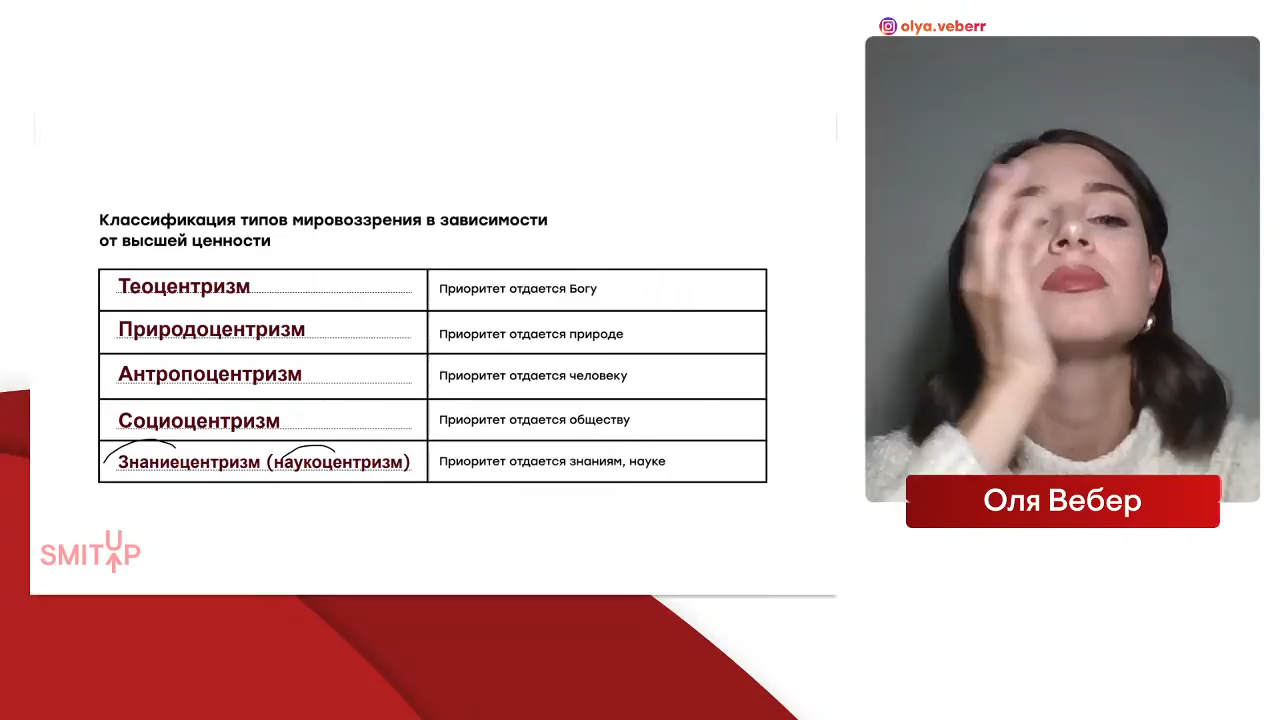 olya.veberr
Классификация типов мировоззрения в зависимости
от высшей ценности
Теоцентризм
Приоритет отдается Богу
Природоцентризм
Приоритет отдается природе
Антропоцентризм
Приоритет отдается человеку
Социоцентризм
Приоритет отдается обществу
Знаниецентризм (наукоцентризм)
Приоритет отдается знаниям, науке
SMITUP
Оля Вебер